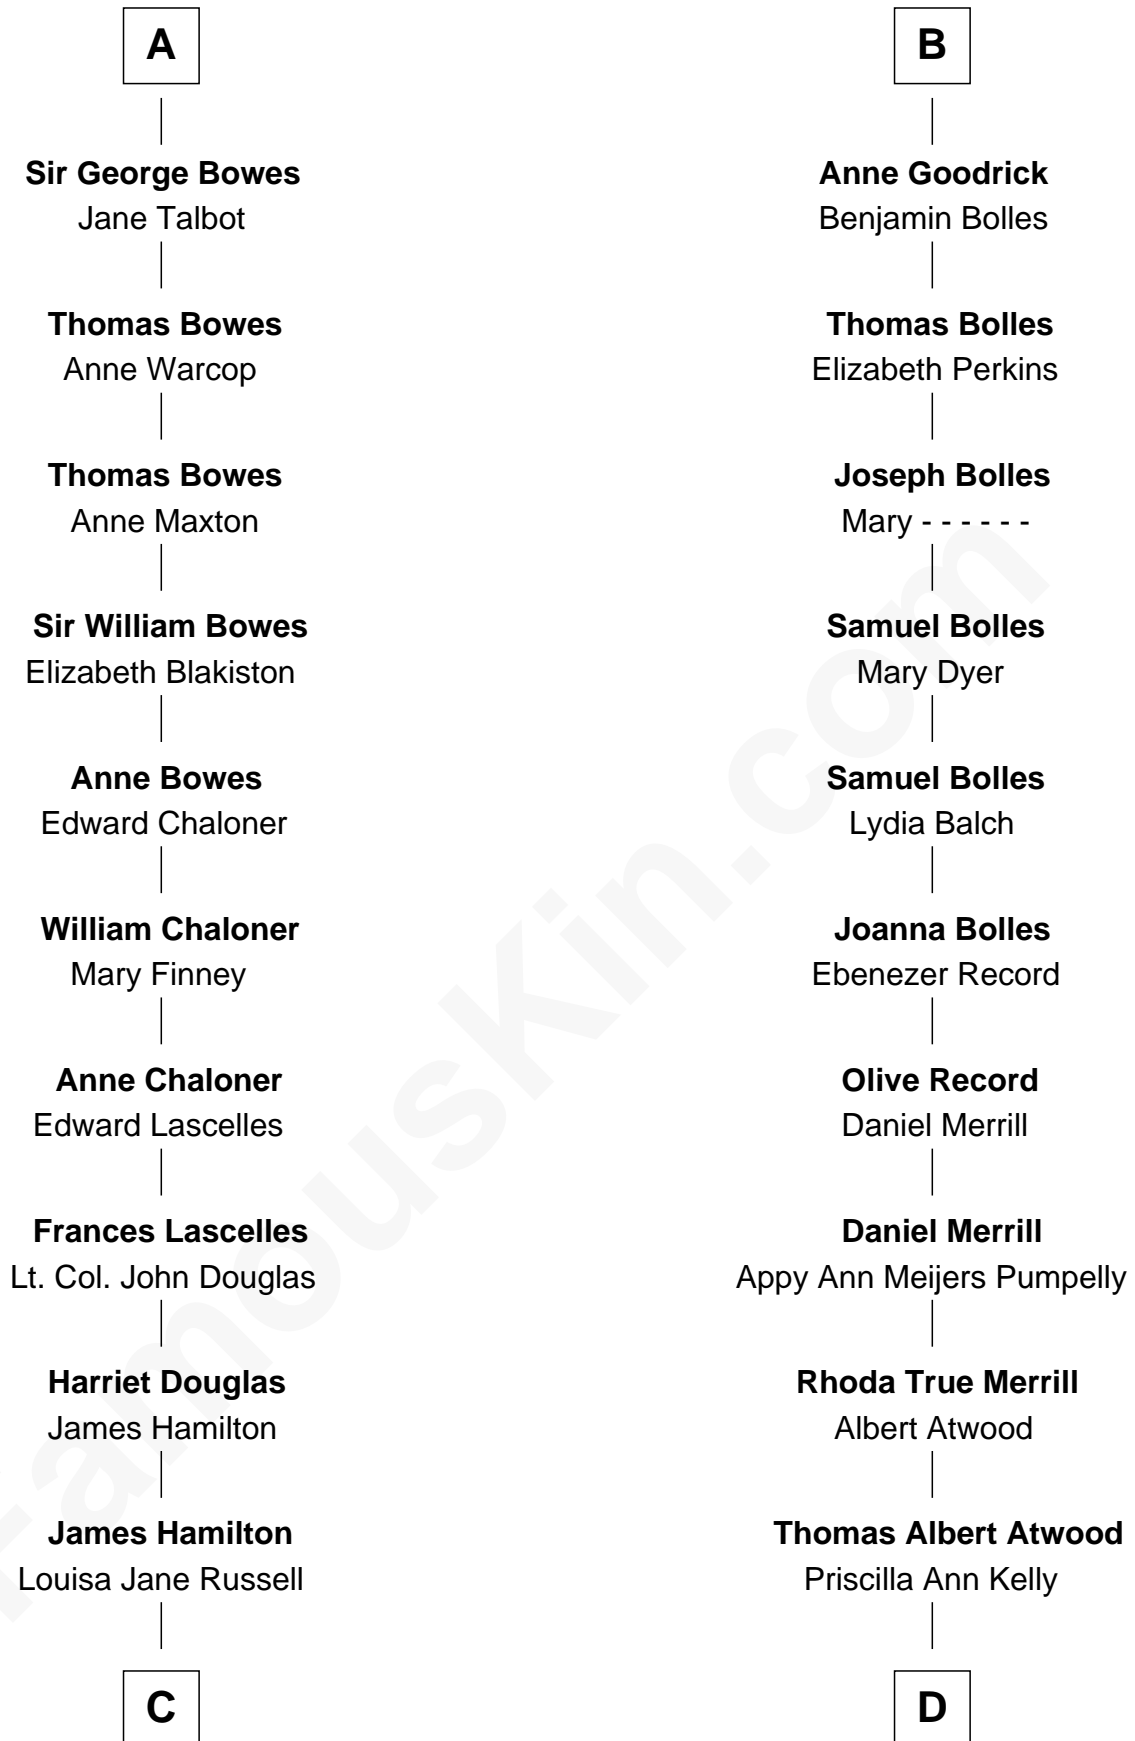 A
Sir George Bowes
Jane Talbot
Thomas Bowes
Anne Warcop
Thomas Bowes
Anne Maxton
Sir William Bowes
Elizabeth Blakiston
Anne Bowes
Edward Chaloner
William Chaloner
Mary Finney
Anne Chaloner
Edward Lascelles
Frances Lascelles
Lt. Col. John Douglas
Harriet Douglas
James Hamilton
James Hamilton
Louisa Jane Russell
C
B
Anne Goodrick
Benjamin Bolles
Thomas Bolles
Elizabeth Perkins
Joseph Bolles
Mary - - - - - -
Samuel Bolles
Mary Dyer
Samuel Bolles
Lydia Balch
Joanna Bolles
Ebenezer Record
Olive Record
Daniel Merrill
Daniel Merrill
Appy Ann Meijers Pumpelly
Rhoda True Merrill
Albert Atwood
Thomas Albert Atwood
Priscilla Ann Kelly
D
FamousKin.com